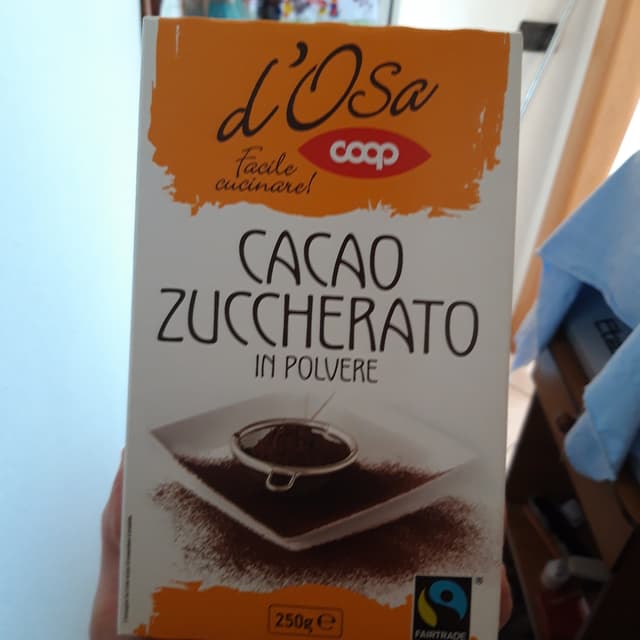 d'Osa
coop
Facile
cucinare!
CACAO
ZUCCHERATO
IN POLVERE
250g e
FAIRTRADE
®